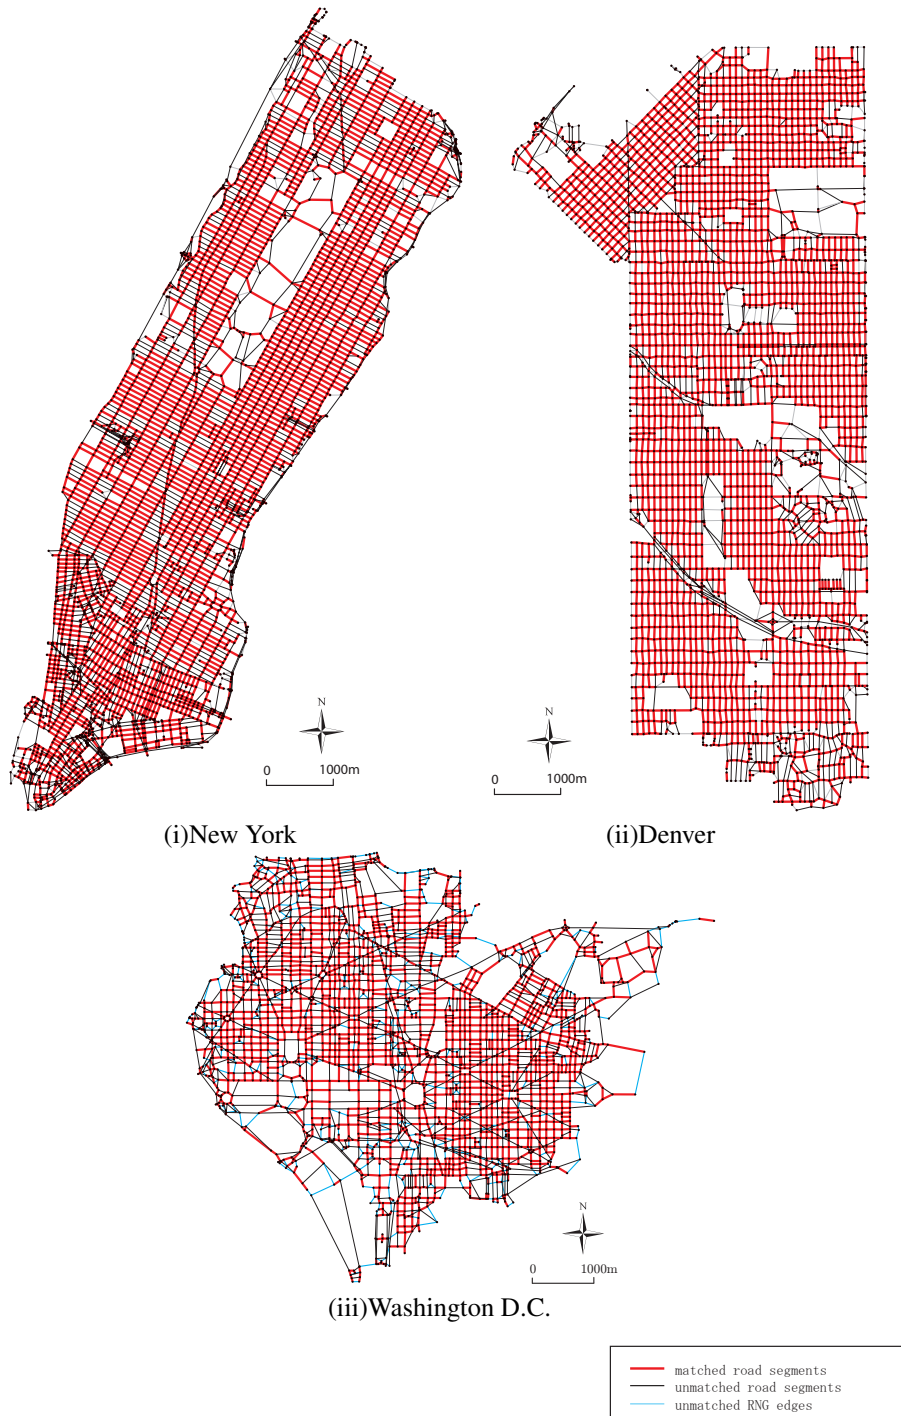 N
0 1000m
N
0 1000m
(i)New York
(ii)Denver
N
0 1000m
(iii)Washington D.C.
matched road segments
unmatched road segments
unmatched RNG edges